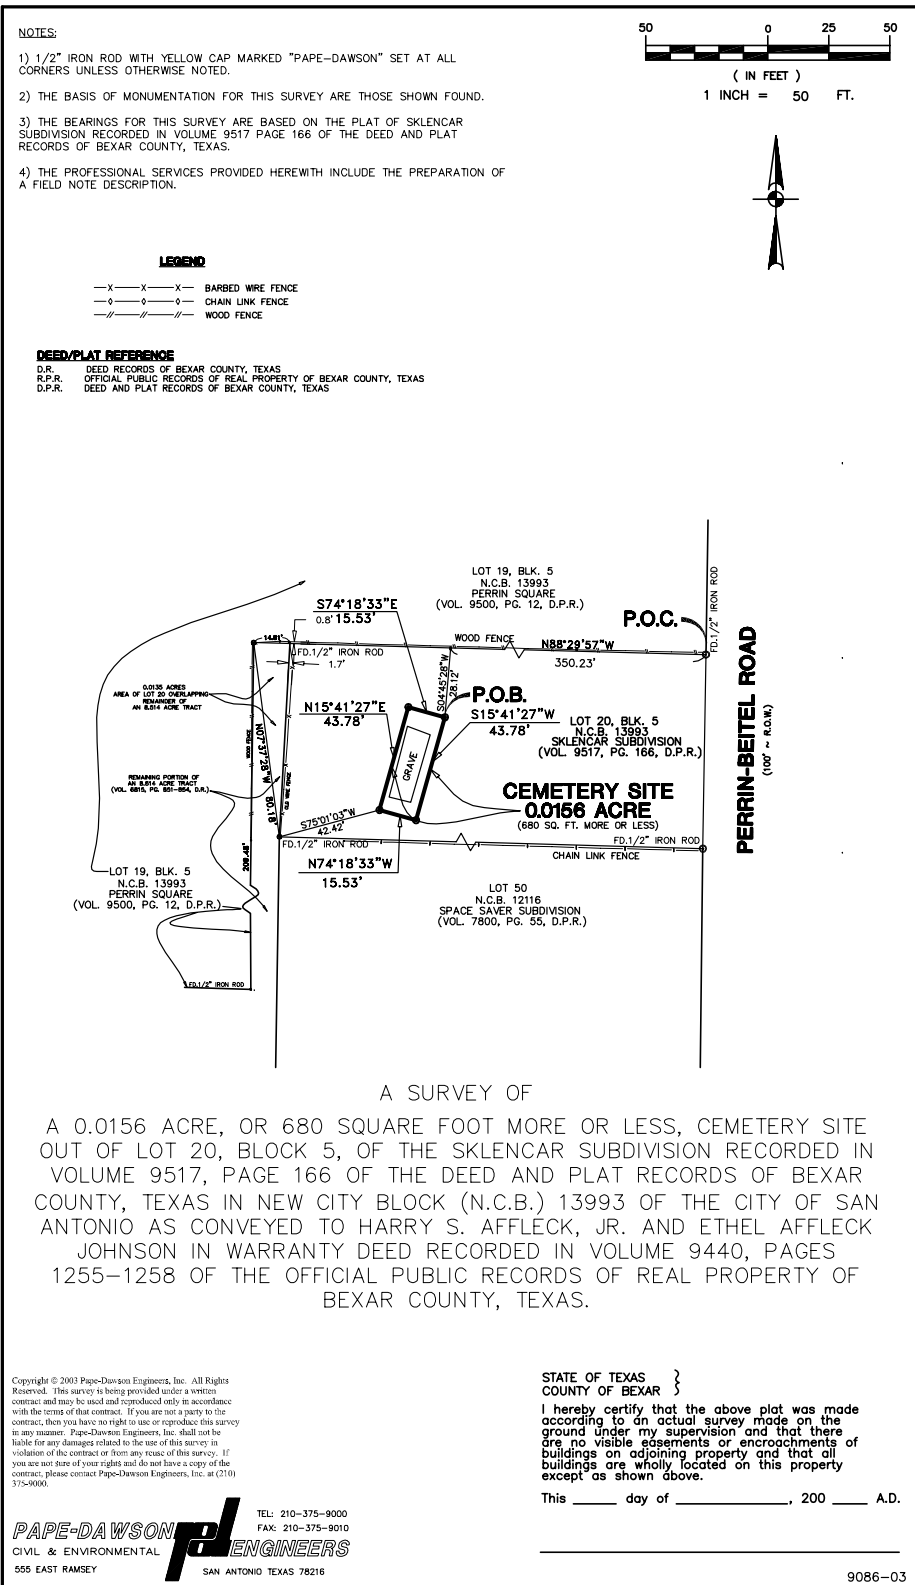 NOTES:
1) 1/2" IRON ROD WITH YELLOW CAP MARKED "PAPE-DAWSON" SET AT ALL
CORNERS UNLESS OTHERWISE NOTED.
2) THE BASIS OF MONUMENTATION FOR THIS SURVEY ARE THOSE SHOWN FOUND.
3) THE BEARINGS FOR THIS SURVEY ARE BASED ON THE PLAT OF SKLENCAR
SUBDIVISION RECORDED IN VOLUME 9517 PAGE 166 OF THE DEED AND PLAT
RECORDS OF BEXAR COUNTY, TEXAS.
4) THE PROFESSIONAL SERVICES PROVIDED HEREWITH INCLUDE THE PREPARATION OF
A FIELD NOTE DESCRIPTION.
50 0 25 50
( IN FEET )
1 INCH = 50 FT.
LEGEND
BARBED WIRE FENCE
CHAIN LINK FENCE
WOOD FENCE
DEED/PLAT REFERENCE
D.R. DEED RECORDS OF BEXAR COUNTY, TEXAS
R.P.R. OFFICIAL PUBLIC RECORDS OF REAL PROPERTY OF BEXAR COUNTY, TEXAS
D.P.R. DEED AND PLAT RECORDS OF BEXAR COUNTY, TEXAS
LOT 19, BLK. 5
N.C.B. 13993
PERRIN SQUARE
(VOL. 9500, PG. 12, D.P.R.)
FD.1/2" IRON ROD
P.O.C.
S74°18'33"E
0.8' 15.53'
14.81'
WOOD FENCE
N88°29'57"W
350.23'
FD.1/2" IRON ROD
1.7'
S04°45'28"W
28.12'
P.O.B.
0.0135 ACRES
AREA OF LOT 20 OVERLAPPING
REMAINDER OF
AN 8.614 ACRE TRACT
N15°41'27"E
43.78'
S15°41'27"W
43.78'
LOT 20, BLK. 5
N.C.B. 13993
SKLENCAR SUBDIVISION
(VOL. 9517, PG. 166, D.P.R.)
PERRIN-BEITEL ROAD
(100' ~ R.O.W.)
WOOD FENCE
N07°37'28"W
80.18'
OLD WIRE FENCE
GRAVE
REMAINING PORTION OF
AN 8.614 ACRE TRACT
(VOL. 6815, PG. 851-854, D.R.)
CEMETERY SITE
0.0156 ACRE
(680 SQ. FT. MORE OR LESS)
S75°01'03"W
42.42'
FD.1/2" IRON ROD
FD.1/2" IRON ROD
CHAIN LINK FENCE
N74°18'33"W
15.53'
LOT 19, BLK. 5
N.C.B. 13993
PERRIN SQUARE
(VOL. 9500, PG. 12, D.P.R.)
LOT 50
N.C.B. 12116
SPACE SAVER SUBDIVISION
(VOL. 7800, PG. 55, D.P.R.)
FD.1/2" IRON ROD
A SURVEY OF
A 0.0156 ACRE, OR 680 SQUARE FOOT MORE OR LESS, CEMETERY SITE
OUT OF LOT 20, BLOCK 5, OF THE SKLENCAR SUBDIVISION RECORDED IN
VOLUME 9517, PAGE 166 OF THE DEED AND PLAT RECORDS OF BEXAR
COUNTY, TEXAS IN NEW CITY BLOCK (N.C.B.) 13993 OF THE CITY OF SAN
ANTONIO AS CONVEYED TO HARRY S. AFFLECK, JR. AND ETHEL AFFLECK
JOHNSON IN WARRANTY DEED RECORDED IN VOLUME 9440, PAGES
1255-1258 OF THE OFFICIAL PUBLIC RECORDS OF REAL PROPERTY OF
BEXAR COUNTY, TEXAS.
Copyright © 2003 Pape-Dawson Engineers, Inc. All Rights
Reserved. This survey is being provided under a written
contract and may be used and reproduced only in accordance
with the terms of that contract. If you are not a party to the
contract, then you have no right to use or reproduce this survey
in any manner. Pape-Dawson Engineers, Inc. shall not be
liable for any damages related to the use of this survey in
violation of the contract or from any reuse of this survey. If
you are not sure of your rights and do not have a copy of the
contract, please contact Pape-Dawson Engineers, Inc. at (210)
375-9000.
STATE OF TEXAS
COUNTY OF BEXAR
I hereby certify that the above plat was made
according to an actual survey made on the
ground under my supervision and that there
are no visible easements or encroachments of
buildings on adjoining property and that all
buildings are wholly located on this property
except as shown above.
This ______ day of ________________, 200 _____ A.D.
PAPE-DAWSON
ENGINEERS
CIVIL & ENVIRONMENTAL
555 EAST RAMSEY
TEL: 210-375-9000
FAX: 210-375-9010
SAN ANTONIO TEXAS 78216
9086-03